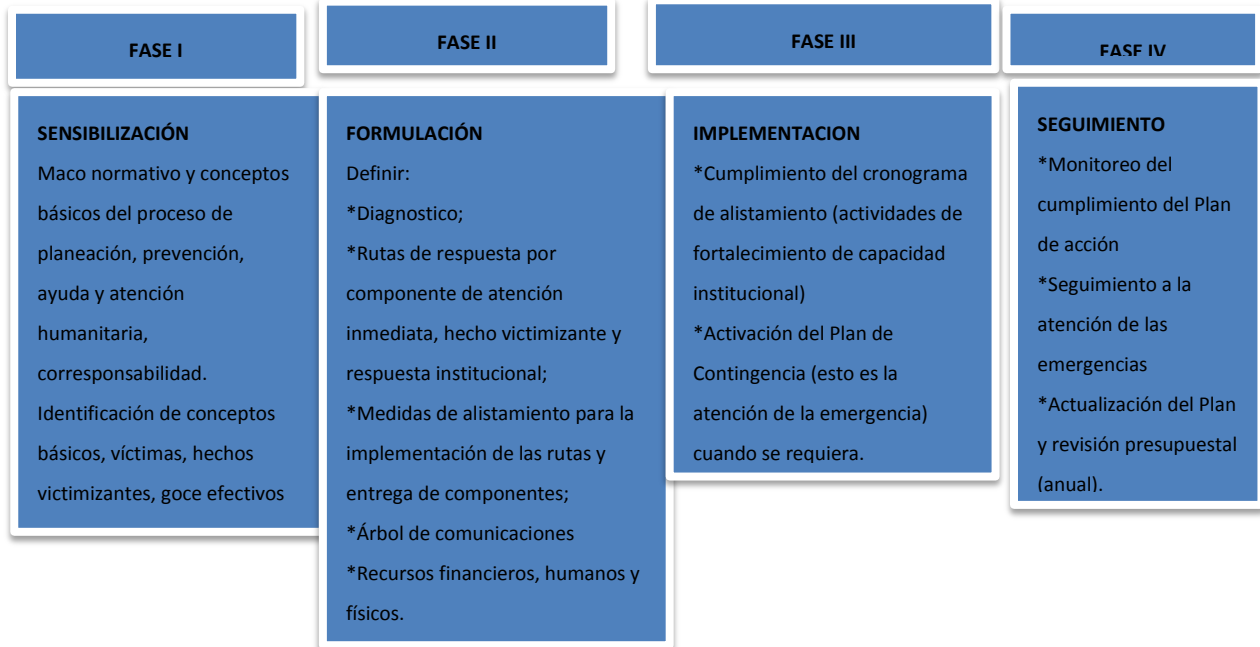 FASE I
SENSIBILIZACIÓN
Maco normativo y conceptos
básicos del proceso de
planeación, prevención,
ayuda y atención
humanitaria,
corresponsabilidad.
Identificación de conceptos
básicos, víctimas, hechos
victimizantes, goce efectivos
FASE II
FORMULACIÓN
Definir:
*Diagnostico;
*Rutas de respuesta por
componente de atención
inmediata, hecho victimizante y
respuesta institucional;
*Medidas de alistamiento para la
implementación de las rutas y
entrega de componentes;
*Árbol de comunicaciones
*Recursos financieros, humanos y
físicos.
FASE III
IMPLEMENTACION
*Cumplimiento del cronograma
de alistamiento (actividades de
fortalecimiento de capacidad
institucional)
*Activación del Plan de
Contingencia (esto es la
atención de la emergencia)
cuando se requiera.
FASE IV
SEGUIMIENTO
*Monitoreo del
cumplimiento del Plan
de acción
*Seguimiento a la
atención de las
emergencias
*Actualización del Plan
y revisión presupuestal
(anual).